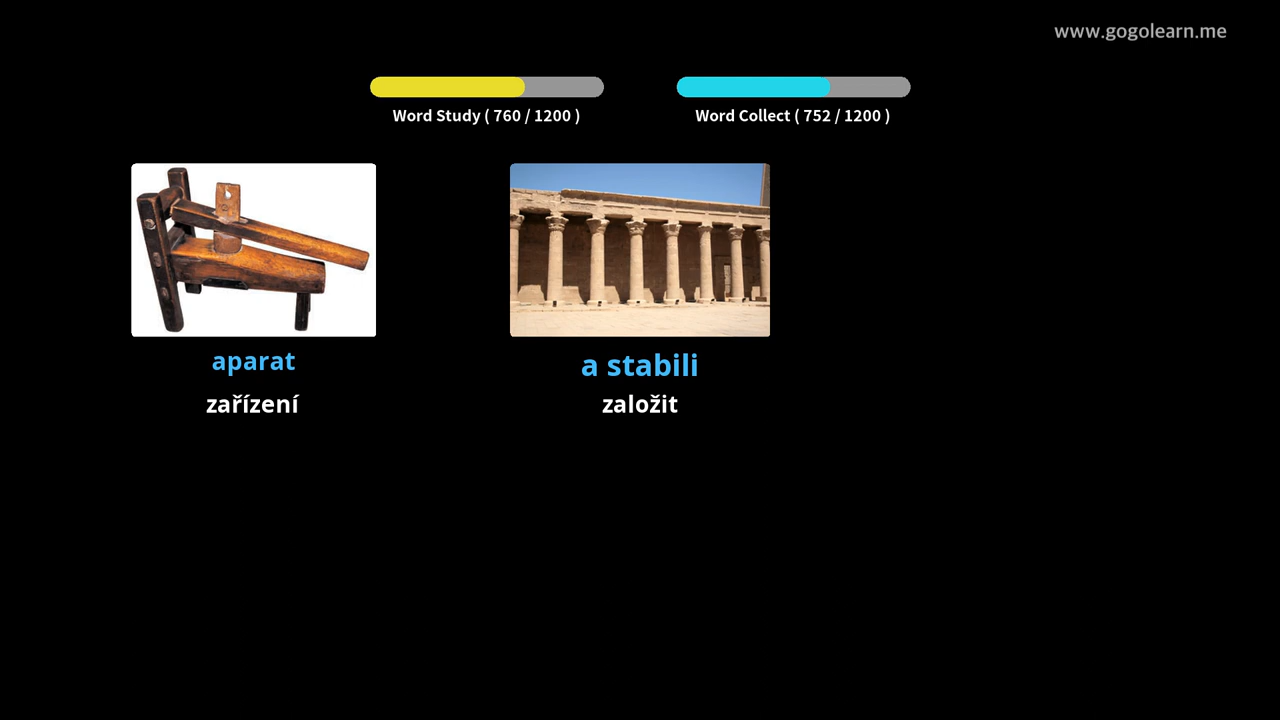 www.gogolearn.me
Word Study ( 760 / 1200 )
Word Collect ( 752 / 1200 )
aparat
zařízení
a stabili
založit